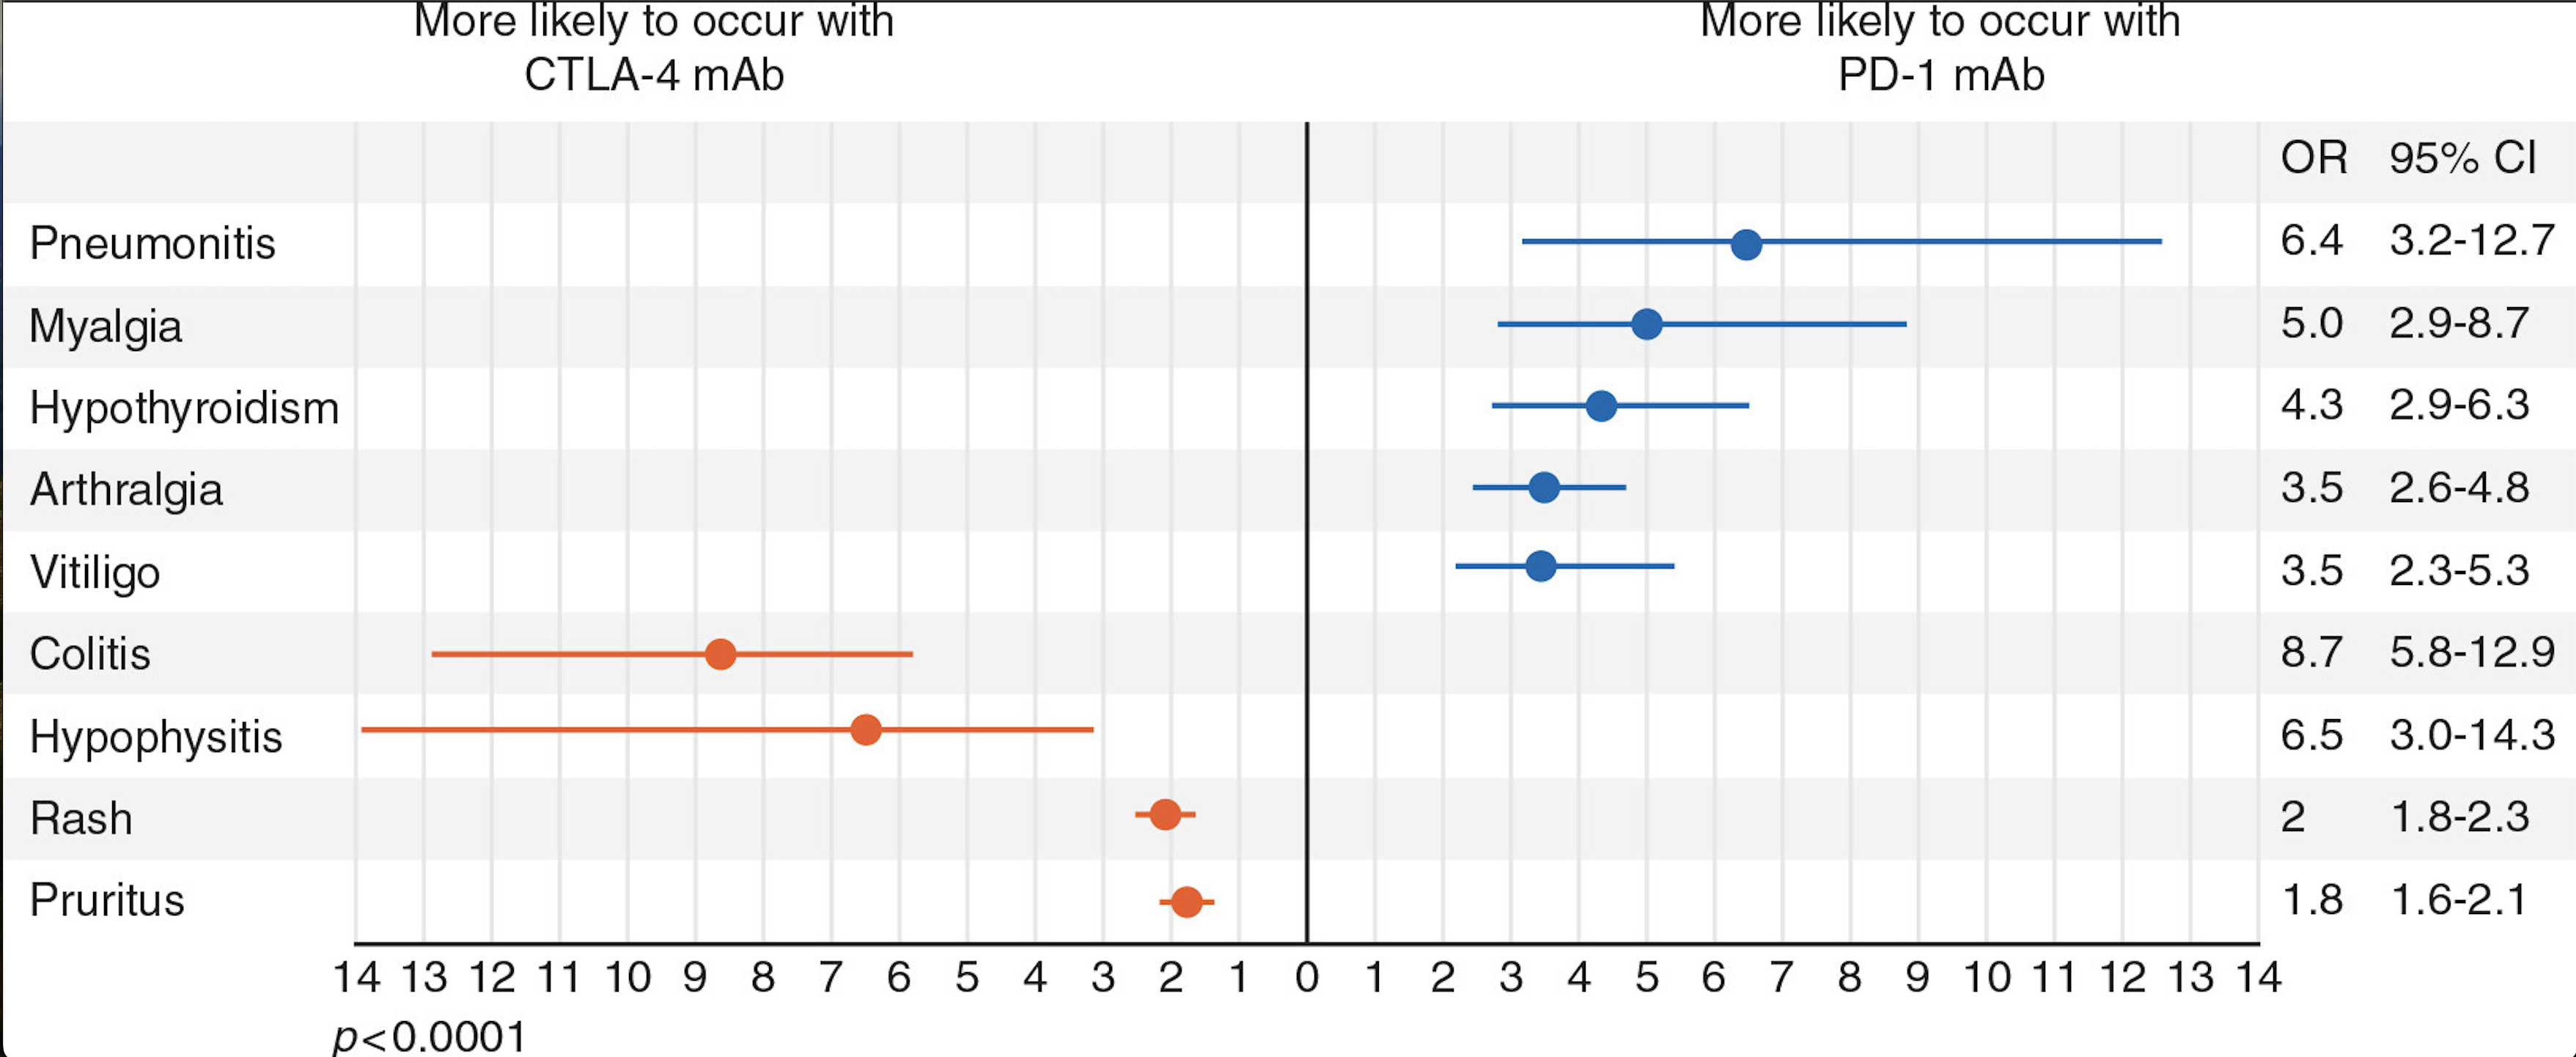 More likely to occur with
CTLA-4 mAb
More likely to occur with
PD-1 mAb
OR 95% CI
Pneumonitis 6.4 3.2-12.7
Myalgia 5.0 2.9-8.7
Hypothyroidism 4.3 2.9-6.3
Arthralgia 3.5 2.6-4.8
Vitiligo 3.5 2.3-5.3
Colitis 8.7 5.8-12.9
Hypophysitis 6.5 3.0-14.3
Rash 2 1.8-2.3
Pruritus 1.8 1.6-2.1
14 13 12 11 10 9 8 7 6 5 4 3 2 1 0 1 2 3 4 5 6 7 8 9 10 11 12 13 14
p<0.0001